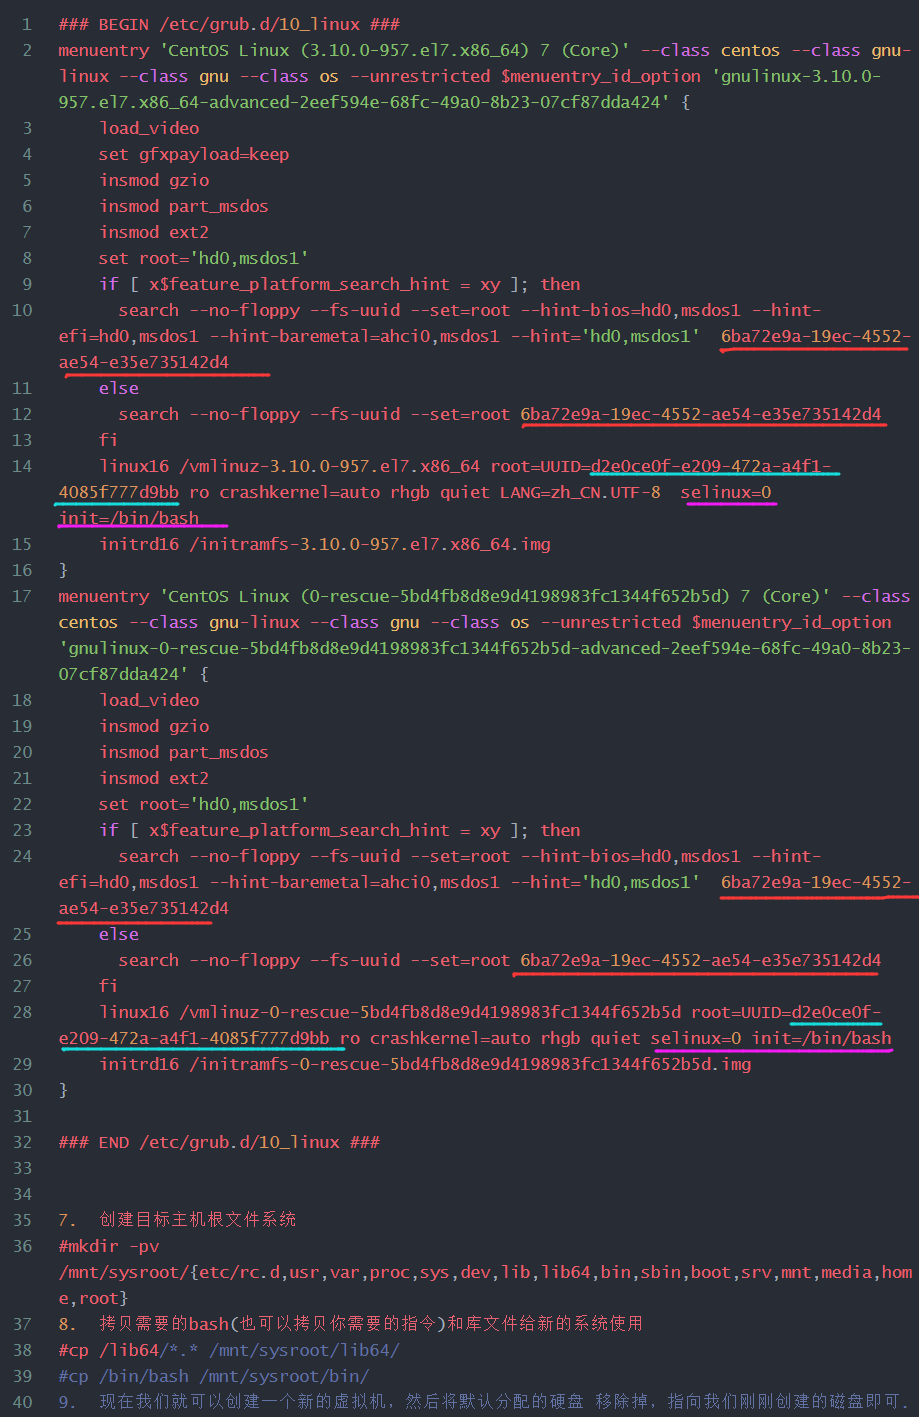 1 ### BEGIN /etc/grub.d/10_linux ###
2 menuentry 'CentOS Linux (3.10.0-957.el7.x86_64) 7 (Core)' --class centos --class gnu-
linux --class gnu --class os --unrestricted $menuentry_id_option 'gnulinux-3.10.0-
957.el7.x86_64-advanced-2eef594e-68fc-49a0-8b23-07cf87dda424' {
3 load_video
4 set gfxpayload=keep
5 insmod gzio
6 insmod part_msdos
7 insmod ext2
8 set root='hd0,msdos1'
9 if [ x$feature_platform_search_hint = xy ]; then
10 search --no-floppy --fs-uuid --set=root --hint-bios=hd0,msdos1 --hint-
efi=hd0,msdos1 --hint-baremetal=ahci0,msdos1 --hint='hd0,msdos1' 6ba72e9a-19ec-4552-
ae54-e35e735142d4
11 else
12 search --no-floppy --fs-uuid --set=root 6ba72e9a-19ec-4552-ae54-e35e735142d4
13 fi
14 linux16 /vmlinuz-3.10.0-957.el7.x86_64 root=UUID=d2e0ce0f-e209-472a-a4f1-
4085f777d9bb ro crashkernel=auto rhgb quiet LANG=zh_CN.UTF-8 selinux=0
init=/bin/bash
15 initrd16 /initramfs-3.10.0-957.el7.x86_64.img
16 }
17 menuentry 'CentOS Linux (0-rescue-5bd4fb8d8e9d4198983fc1344f652b5d) 7 (Core)' --class
centos --class gnu-linux --class gnu --class os --unrestricted $menuentry_id_option
'gnulinux-0-rescue-5bd4fb8d8e9d4198983fc1344f652b5d-advanced-2eef594e-68fc-49a0-8b23-
07cf87dda424' {
18 load_video
19 insmod gzio
20 insmod part_msdos
21 insmod ext2
22 set root='hd0,msdos1'
23 if [ x$feature_platform_search_hint = xy ]; then
24 search --no-floppy --fs-uuid --set=root --hint-bios=hd0,msdos1 --hint-
efi=hd0,msdos1 --hint-baremetal=ahci0,msdos1 --hint='hd0,msdos1' 6ba72e9a-19ec-4552-
ae54-e35e735142d4
25 else
26 search --no-floppy --fs-uuid --set=root 6ba72e9a-19ec-4552-ae54-e35e735142d4
27 fi
28 linux16 /vmlinuz-0-rescue-5bd4fb8d8e9d4198983fc1344f652b5d root=UUID=d2e0ce0f-
e209-472a-a4f1-4085f777d9bb ro crashkernel=auto rhgb quiet selinux=0 init=/bin/bash
29 initrd16 /initramfs-0-rescue-5bd4fb8d8e9d4198983fc1344f652b5d.img
30 }
31
32 ### END /etc/grub.d/10_linux ###
33
34
35 7. 创建目标主机根文件系统
36 #mkdir -pv
/mnt/sysroot/{etc/rc.d,usr,var,proc,sys,dev,lib,lib64,bin,sbin,boot,srv,mnt,media,hom
e,root}
37 8. 拷贝需要的bash(也可以拷贝你需要的指令)和库文件给新的系统使用
38 #cp /lib64/*.* /mnt/sysroot/lib64/
39 #cp /bin/bash /mnt/sysroot/bin/
40 9. 现在我们就可以创建一个新的虚拟机，然后将默认分配的硬盘 移除掉，指向我们刚刚创建的磁盘即可.